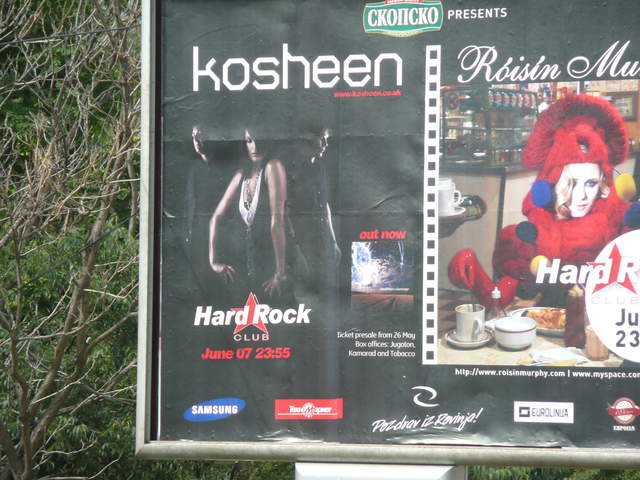 СКОПСКО PRESENTS
kosheen
www.kosheen.co.uk
Róisín Mu
out now
Hard Rock
CLUB
June 07 23:55
Ticket presale from 26 May
Box offices: Jugoton,
Kamarad and Tobacco
Hard R
CLUB
Ju
23
http://www.roisinmurphy.com | www.myspace.com
SAMSUNG
Pozdrav iz Rovinja!
EUROLINIJA